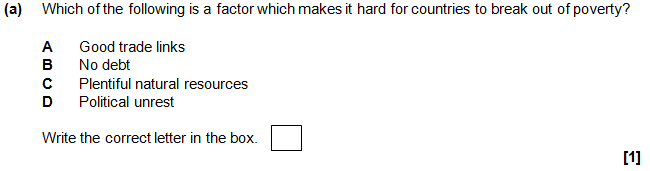 (a) Which of the following is a factor which makes it hard for countries to break out of poverty?
A Good trade links
B No debt
C Plentiful natural resources
D Political unrest
Write the correct letter in the box.
[1]